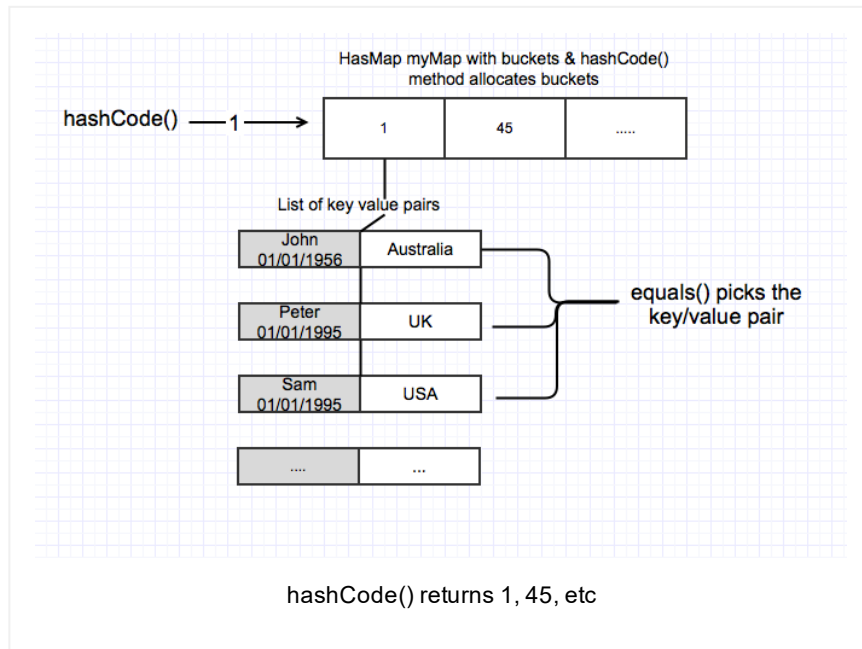 HasMap myMap with buckets & hashCode()
method allocates buckets
hashCode()
1
1
45
.....
List of key value pairs
John
01/01/1956
Australia
Peter
01/01/1995
UK
Sam
01/01/1995
USA
....
...
equals() picks the
key/value pair
hashCode() returns 1, 45, etc